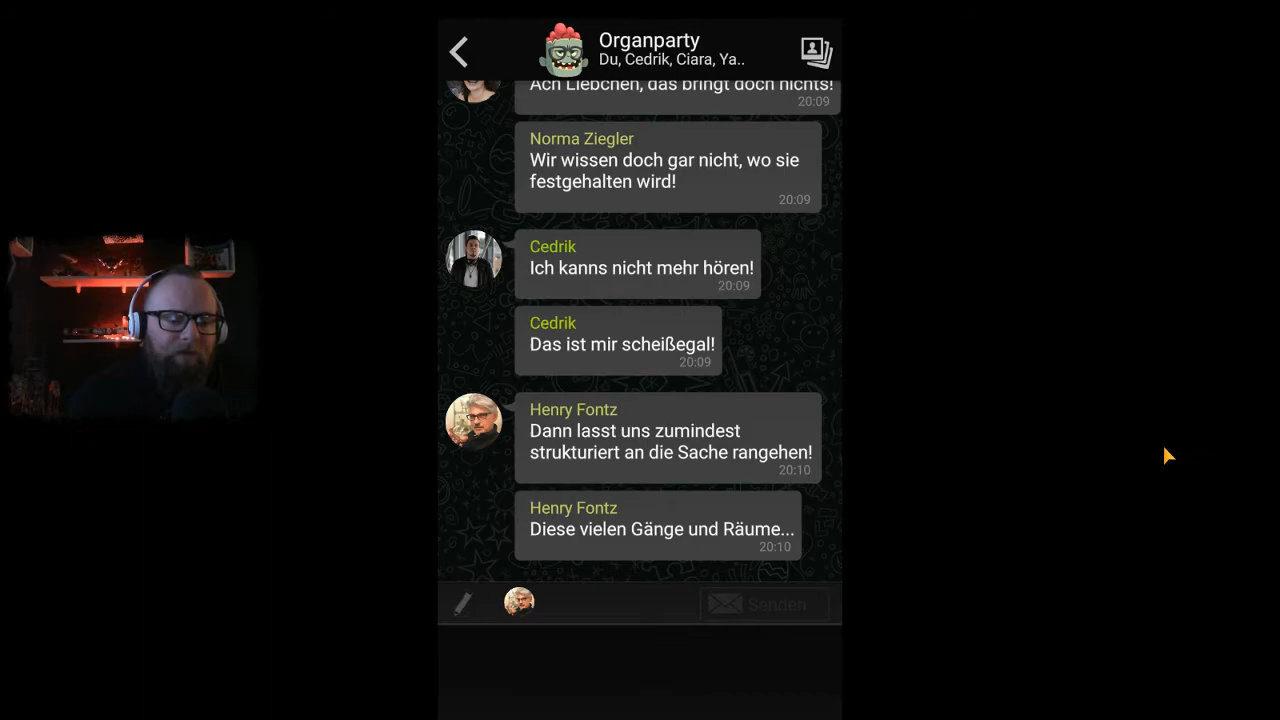 Organparty
Du, Cedrik, Ciara, Ya..
Ach Liebchen, das bringt doch nichts!
20:09
Norma Ziegler
Wir wissen doch gar nicht, wo sie
festgehalten wird!
20:09
Cedrik
Ich kanns nicht mehr hören!
20:09
Cedrik
Das ist mir scheißegal!
20:09
Henry Fontz
Dann lasst uns zumindest
strukturiert an die Sache rangehen!
20:10
Henry Fontz
Diese vielen Gänge und Räume...
20:10
Senden